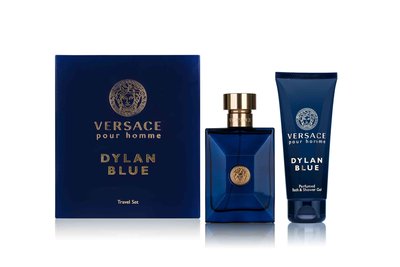 VERSACE
pour homme
DYLAN
BLUE
Travel Set
VERSACE
pour homme
DYLAN
BLUE
Perfumed
Bath & Shower Gel